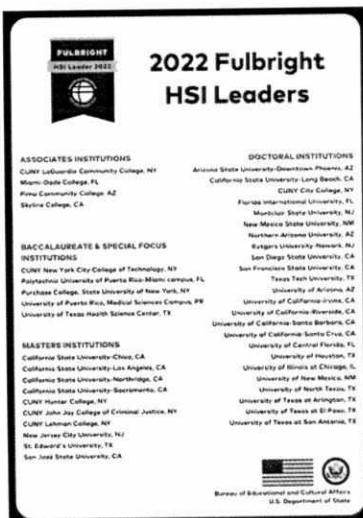 FULBRIGHT
HSI Leader 2022
2022 Fulbright
HSI Leaders
ASSOCIATES INSTITUTIONS
CUNY LaGuardia Community College, NY
Miami-Dade College, FL
Pima Community College, AZ
Skyline College, CA
BACCALAUREATE & SPECIAL FOCUS
INSTITUTIONS
CUNY New York City College of Technology, NY
Polytechnic University of Puerto Rico-Miami campus, FL
Purchase College, State University of New York, NY
University of Puerto Rico, Medical Sciences Campus, PR
University of Texas Health Science Center, TX
MASTERS INSTITUTIONS
California State University-Chico, CA
California State University-Los Angeles, CA
California State University-Northridge, CA
California State University-Sacramento, CA
CUNY Hunter College, NY
CUNY John Jay College of Criminal Justice, NY
CUNY Lehman College, NY
New Jersey City University, NJ
St. Edward's University, TX
San José State University, CA
DOCTORAL INSTITUTIONS
Arizona State University-Downtown Phoenix, AZ
California State University-Long Beach, CA
CUNY City College, NY
Florida International University, FL
Montclair State University, NJ
New Mexico State University, NM
Northern Arizona University, AZ
Rutgers University-Newark, NJ
San Diego State University, CA
San Francisco State University, CA
Texas Tech University, TX
University of Arizona, AZ
University of California-Irvine, CA
University of California-Riverside, CA
University of California-Santa Barbara, CA
University of California-Santa Cruz, CA
University of Central Florida, FL
University of Houston, TX
University of Illinois at Chicago, IL
University of New Mexico, NM
University of North Texas, TX
University of Texas at Arlington, TX
University of Texas at El Paso, TX
University of Texas at San Antonio, TX
Bureau of Educational and Cultural Affairs
U.S. Department of State